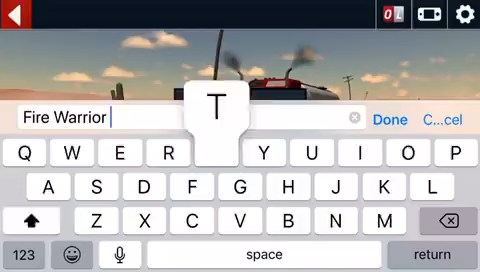 OL
T
Fire Warrior
Done C...cel
Q W E R Y U I O P
A S D F G H J K L
Z X C V B N M
123 space return